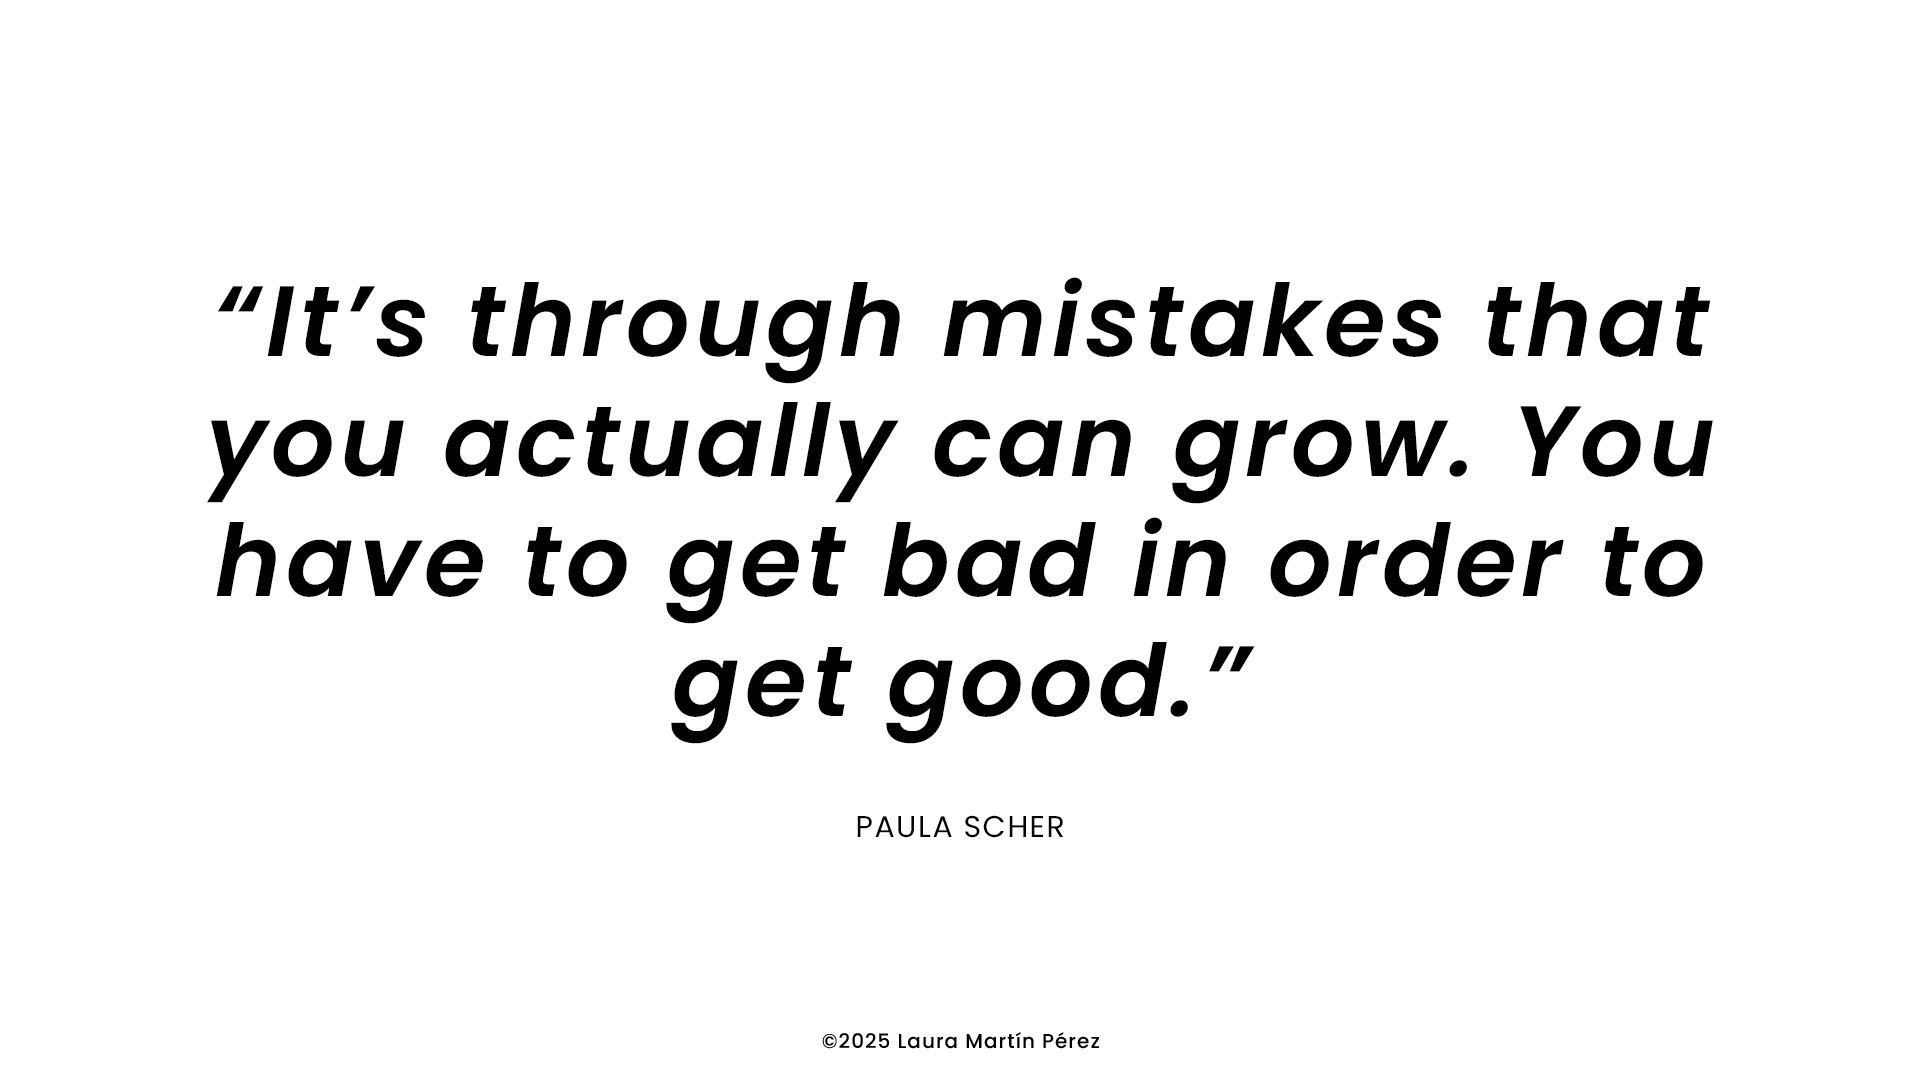 “It’s through mistakes that
you actually can grow. You
have to get bad in order to
get good.”
PAULA SCHER
©2025 Laura Martín Pérez